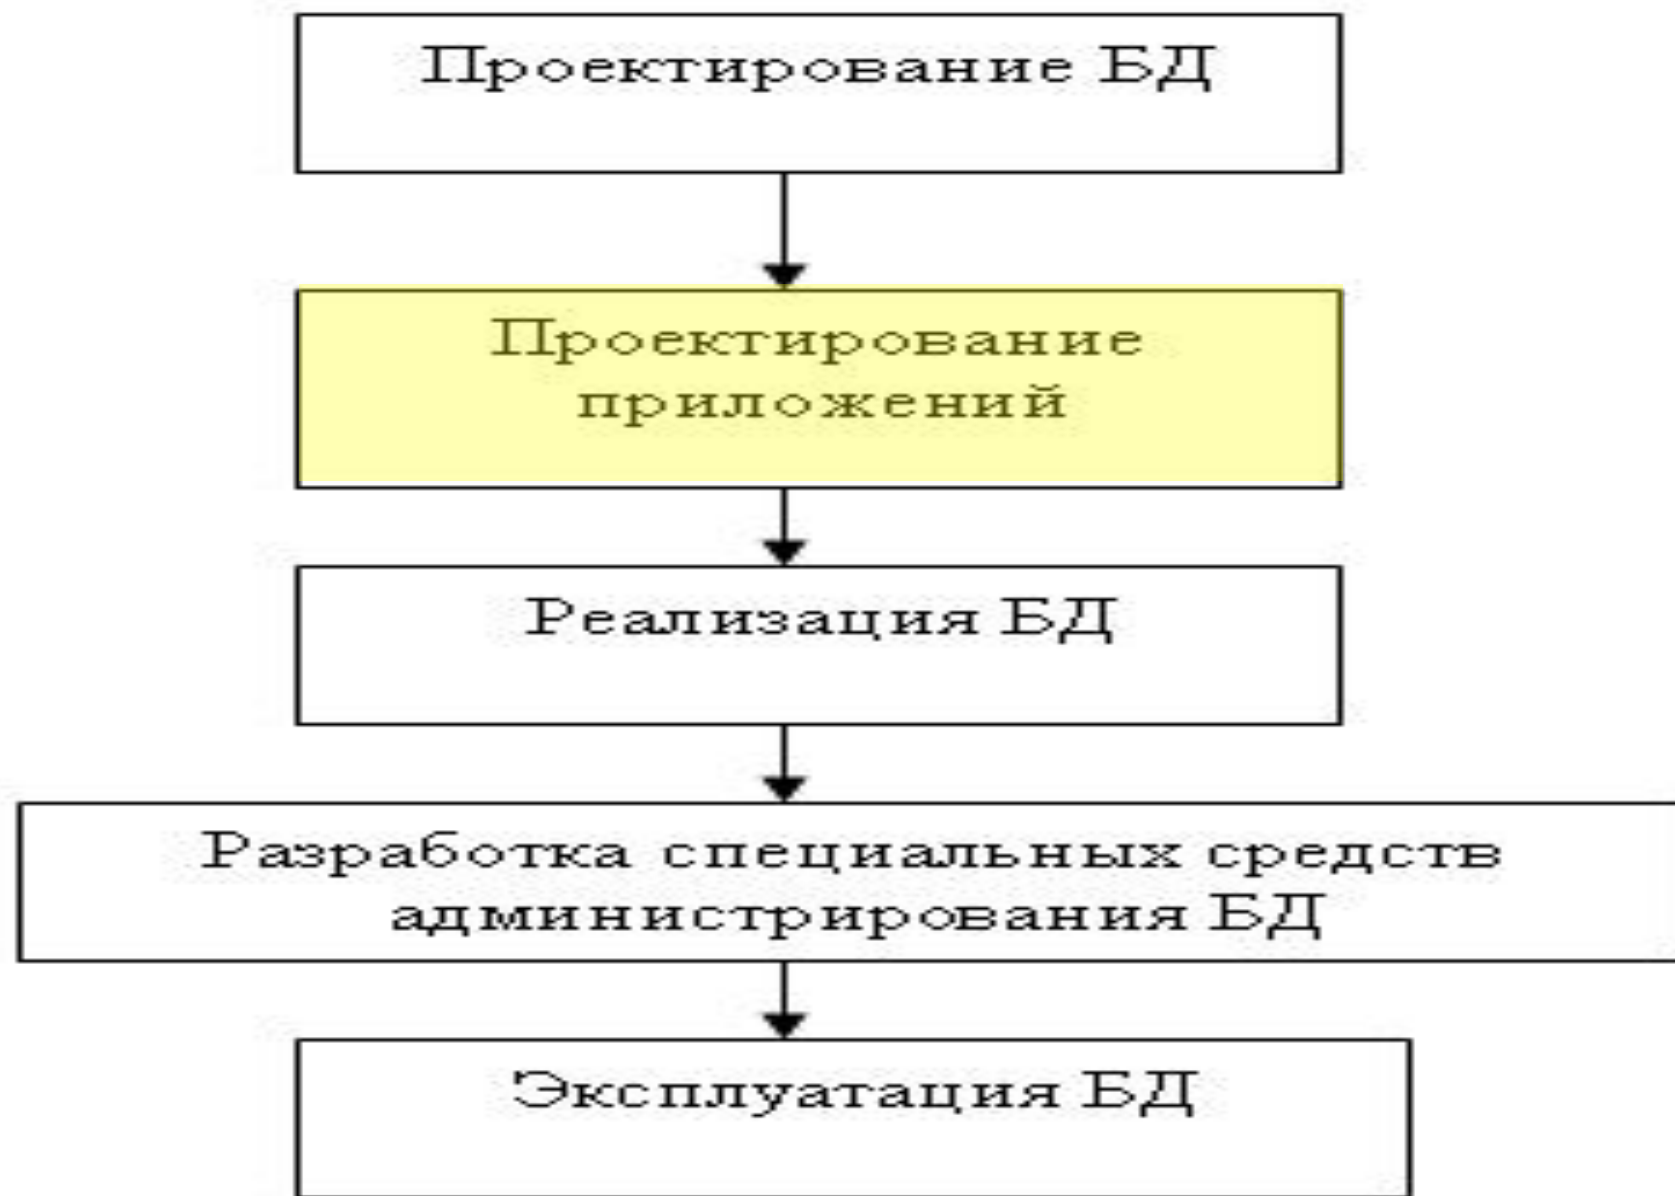 Проектирование БД
Проектирование
приложений
Реализация БД
Разработка специальных средств
администрирования БД
Эксплуатация БД